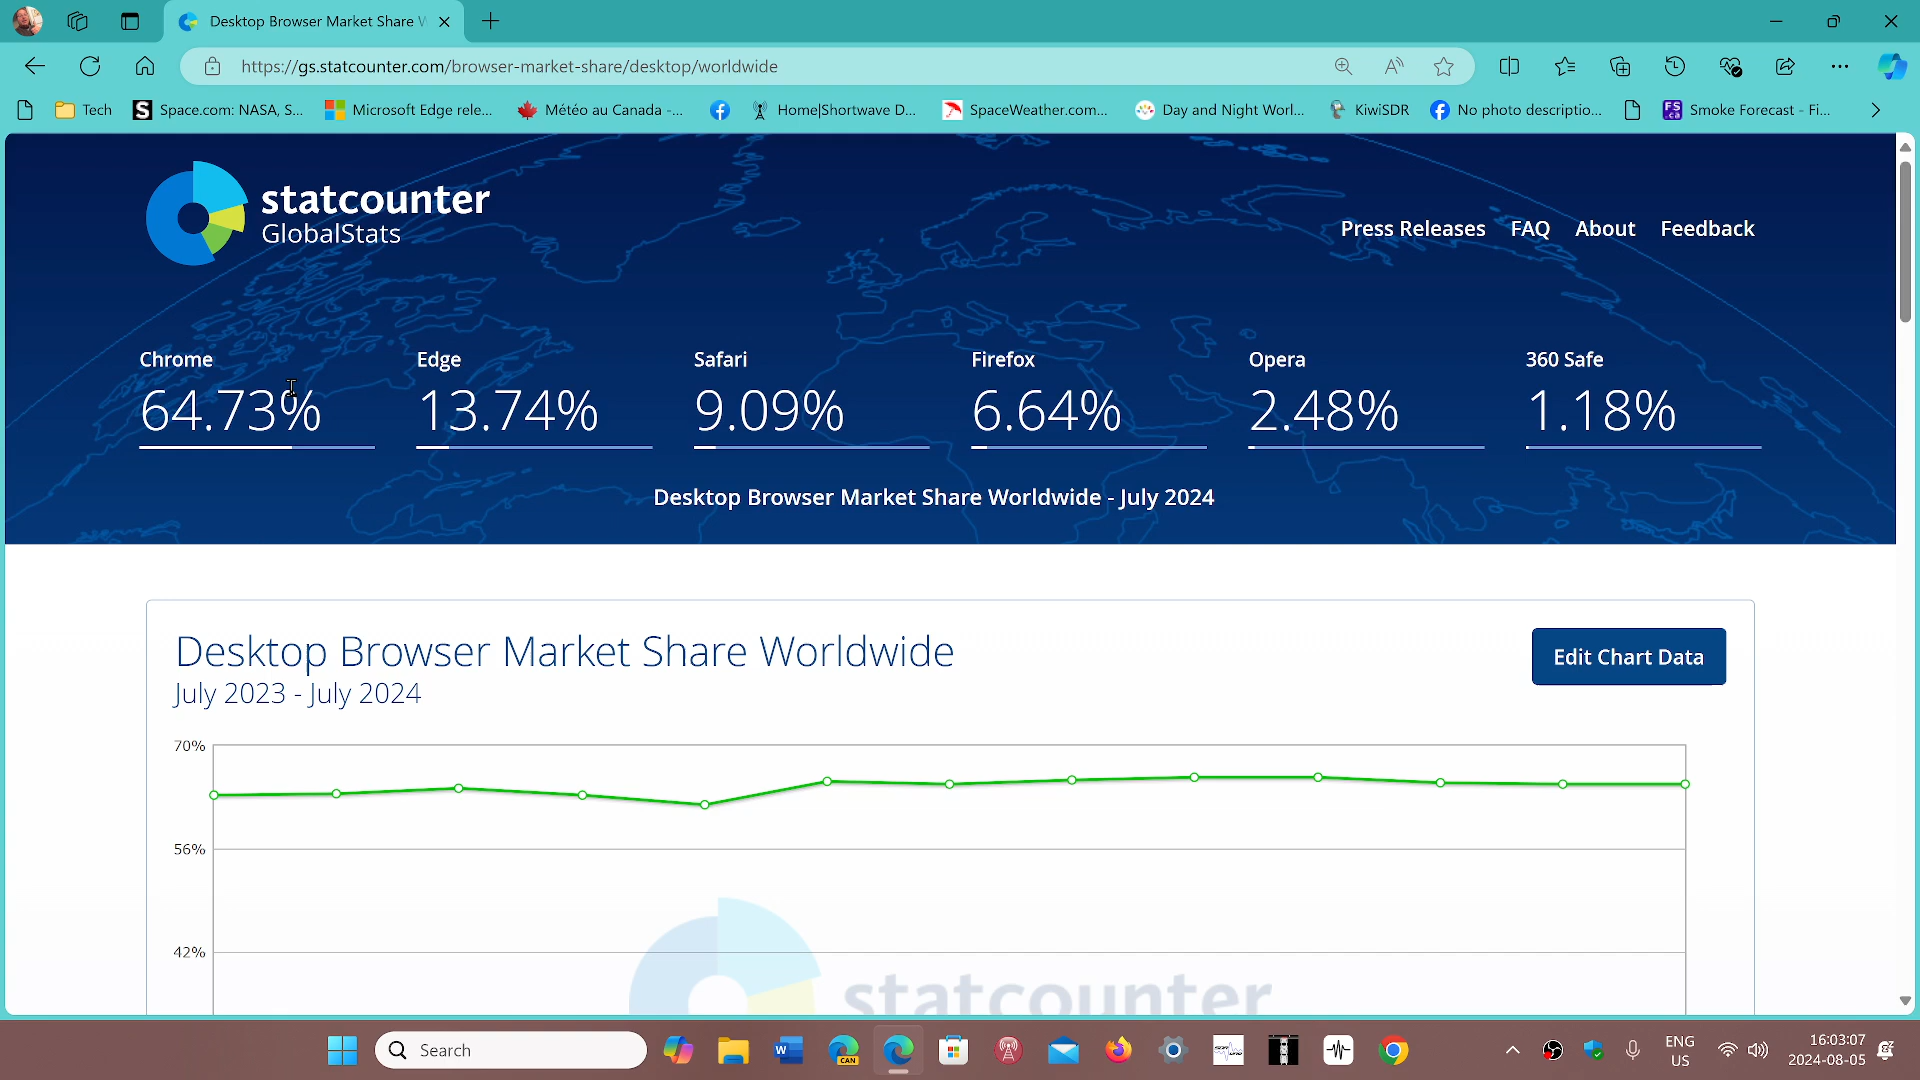 Desktop Browser Market Share W
https://gs.statcounter.com/browser-market-share/desktop/worldwide
Tech
Space.com: NASA, S...
Microsoft Edge rele...
Météo au Canada -...
Home|Shortwave D...
SpaceWeather.com...
Day and Night Worl...
KiwiSDR
No photo descriptio...
Smoke Forecast - Fi...
statcounter
GlobalStats
Press Releases FAQ About Feedback
Chrome Edge Safari Firefox Opera 360 Safe
64.73% 13.74% 9.09% 6.64% 2.48% 1.18%
Desktop Browser Market Share Worldwide - July 2024
Desktop Browser Market Share Worldwide
July 2023 - July 2024
Edit Chart Data
70%
56%
42%
statcounter
Search
CAN
ENG
US
16:03:07
2024-08-05